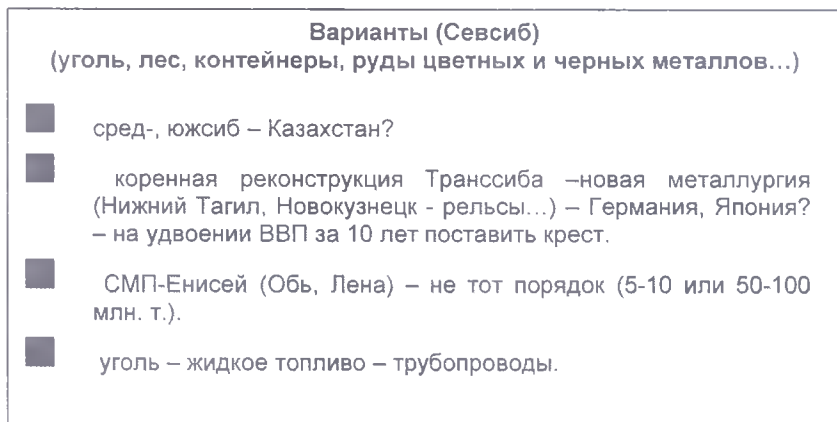 Варианты (Севсиб)
(уголь, лес, контейнеры, руды цветных и черных металлов...)
сред-, южсиб – Казахстан?
коренная реконструкция Транссиба –новая металлургия
(Нижний Тагил, Новокузнецк - рельсы...) – Германия, Япония?
– на удвоении ВВП за 10 лет поставить крест.
СМП-Енисей (Обь, Лена) – не тот порядок (5-10 или 50-100
млн. т.).
уголь – жидкое топливо – трубопроводы.